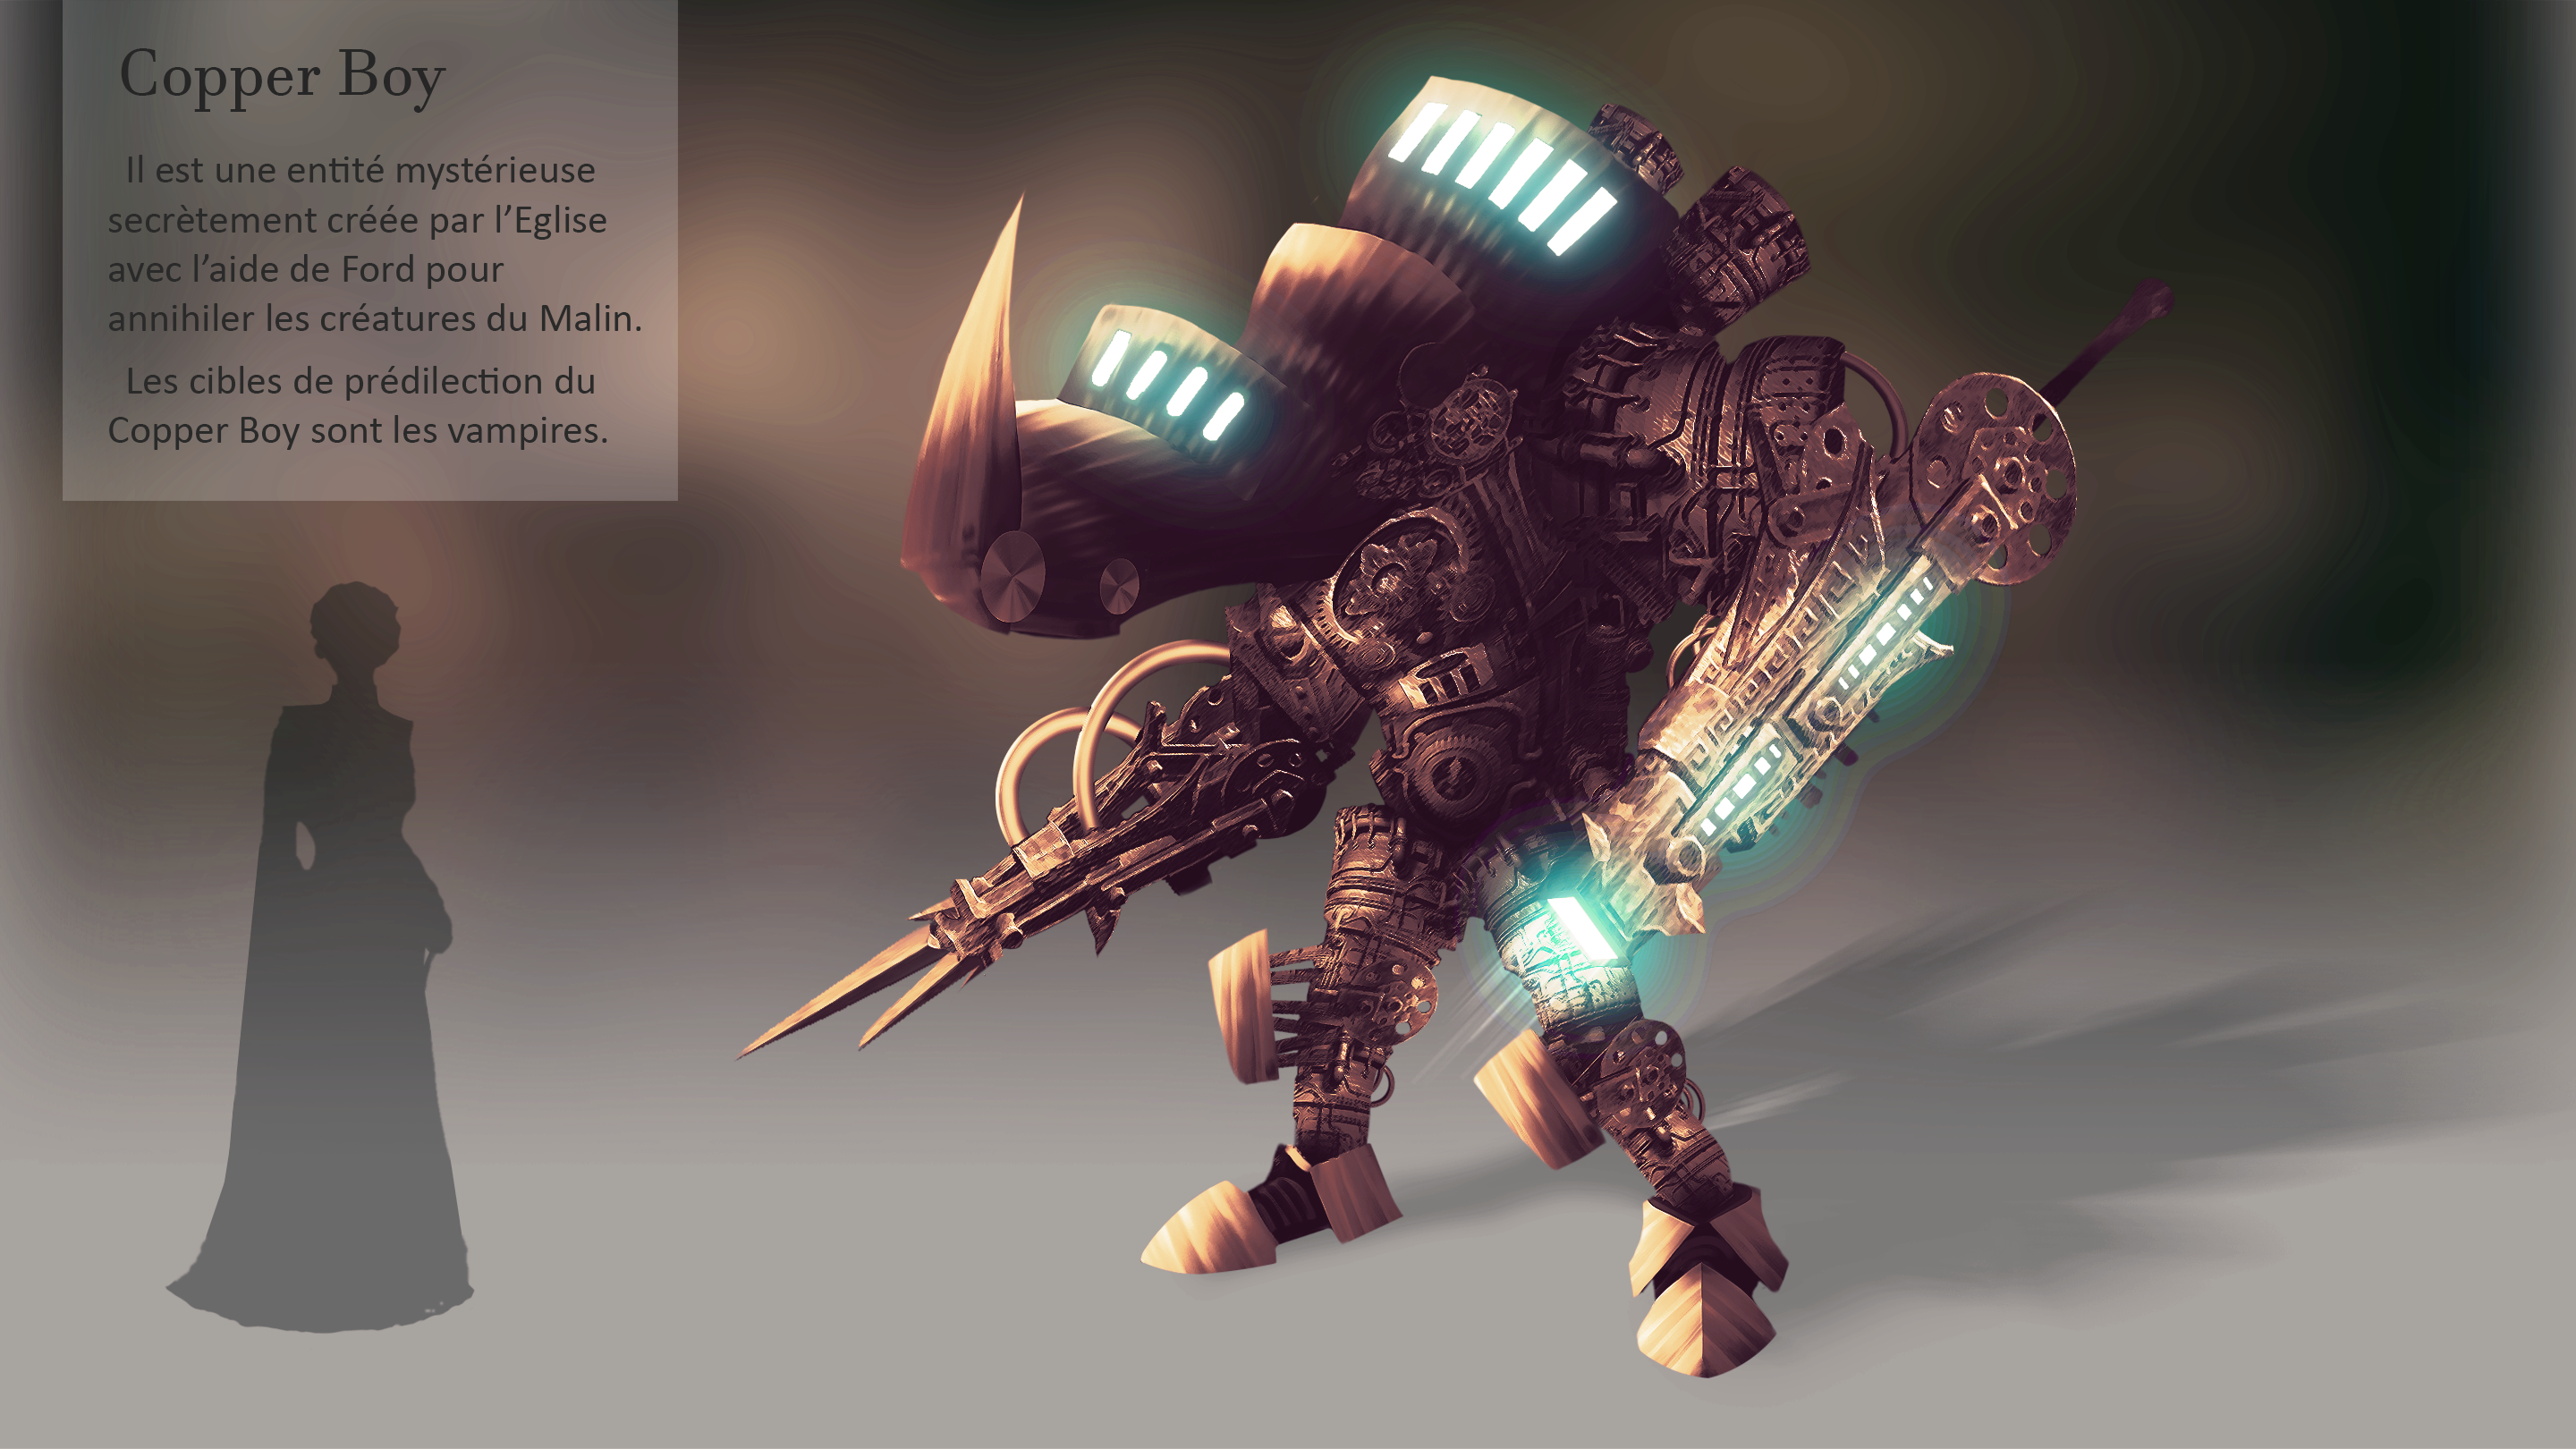 Copper Boy
Il est une entité mystérieuse
secrètement créée par l’Eglise
avec l’aide de Ford pour
annihiler les créatures du Malin.
Les cibles de prédilection du
Copper Boy sont les vampires.